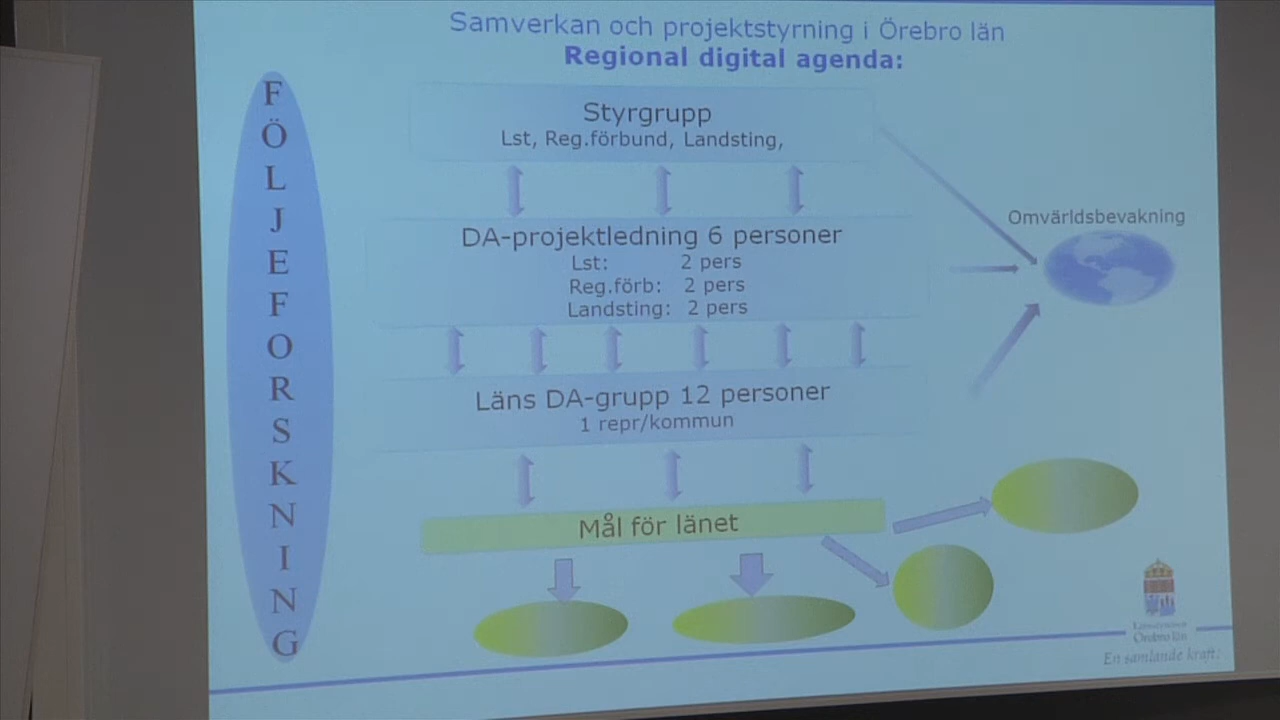 Samverkan och projektstyrning i Örebro län
Regional digital agenda:
FÖLJEFORSKNING
Styrgrupp
Lst, Reg.förbund, Landsting,
Omvärldsbevakning
DA-projektledning 6 personer
Lst: 2 pers
Reg.förb: 2 pers
Landsting: 2 pers
Läns DA-grupp 12 personer
1 repr/kommun
Mål för länet
Länsstyrelsen
Örebro län
En samlande kraft.